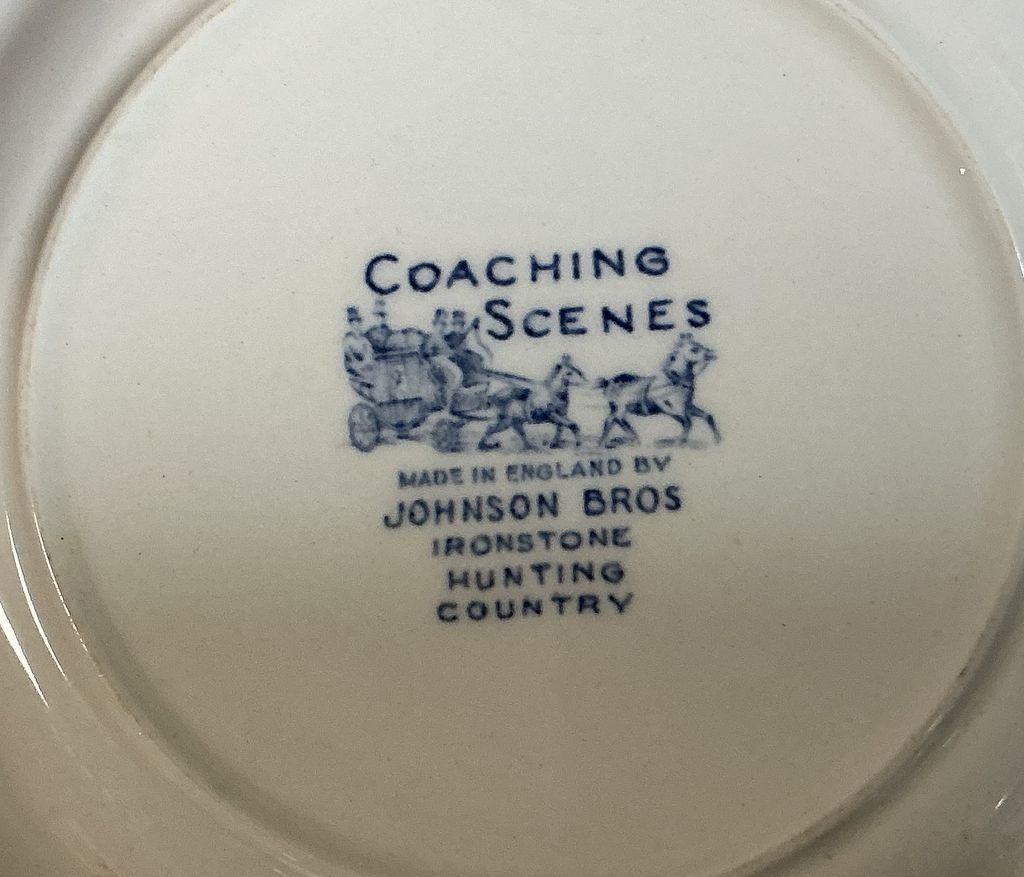 COACHING
SCENES
MADE IN ENGLAND BY
JOHNSON BROS
IRONSTONE
HUNTING
COUNTRY